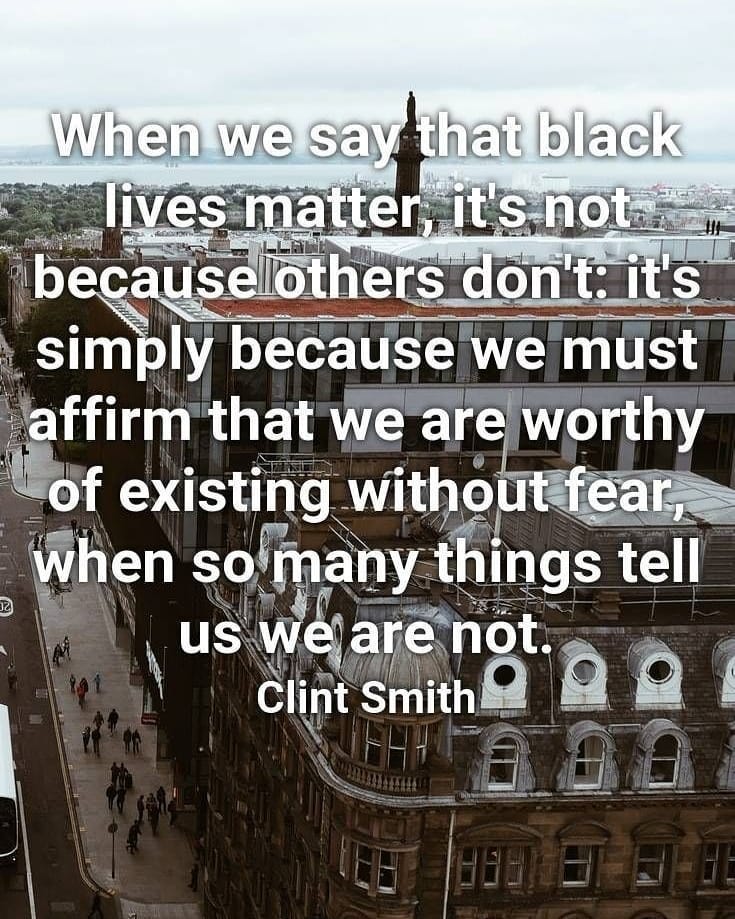 When we say that black
lives matter, it's not
because others don't: it's
simply because we must
affirm that we are worthy
of existing without fear,
when so many things tell
us we are not.
Clint Smith